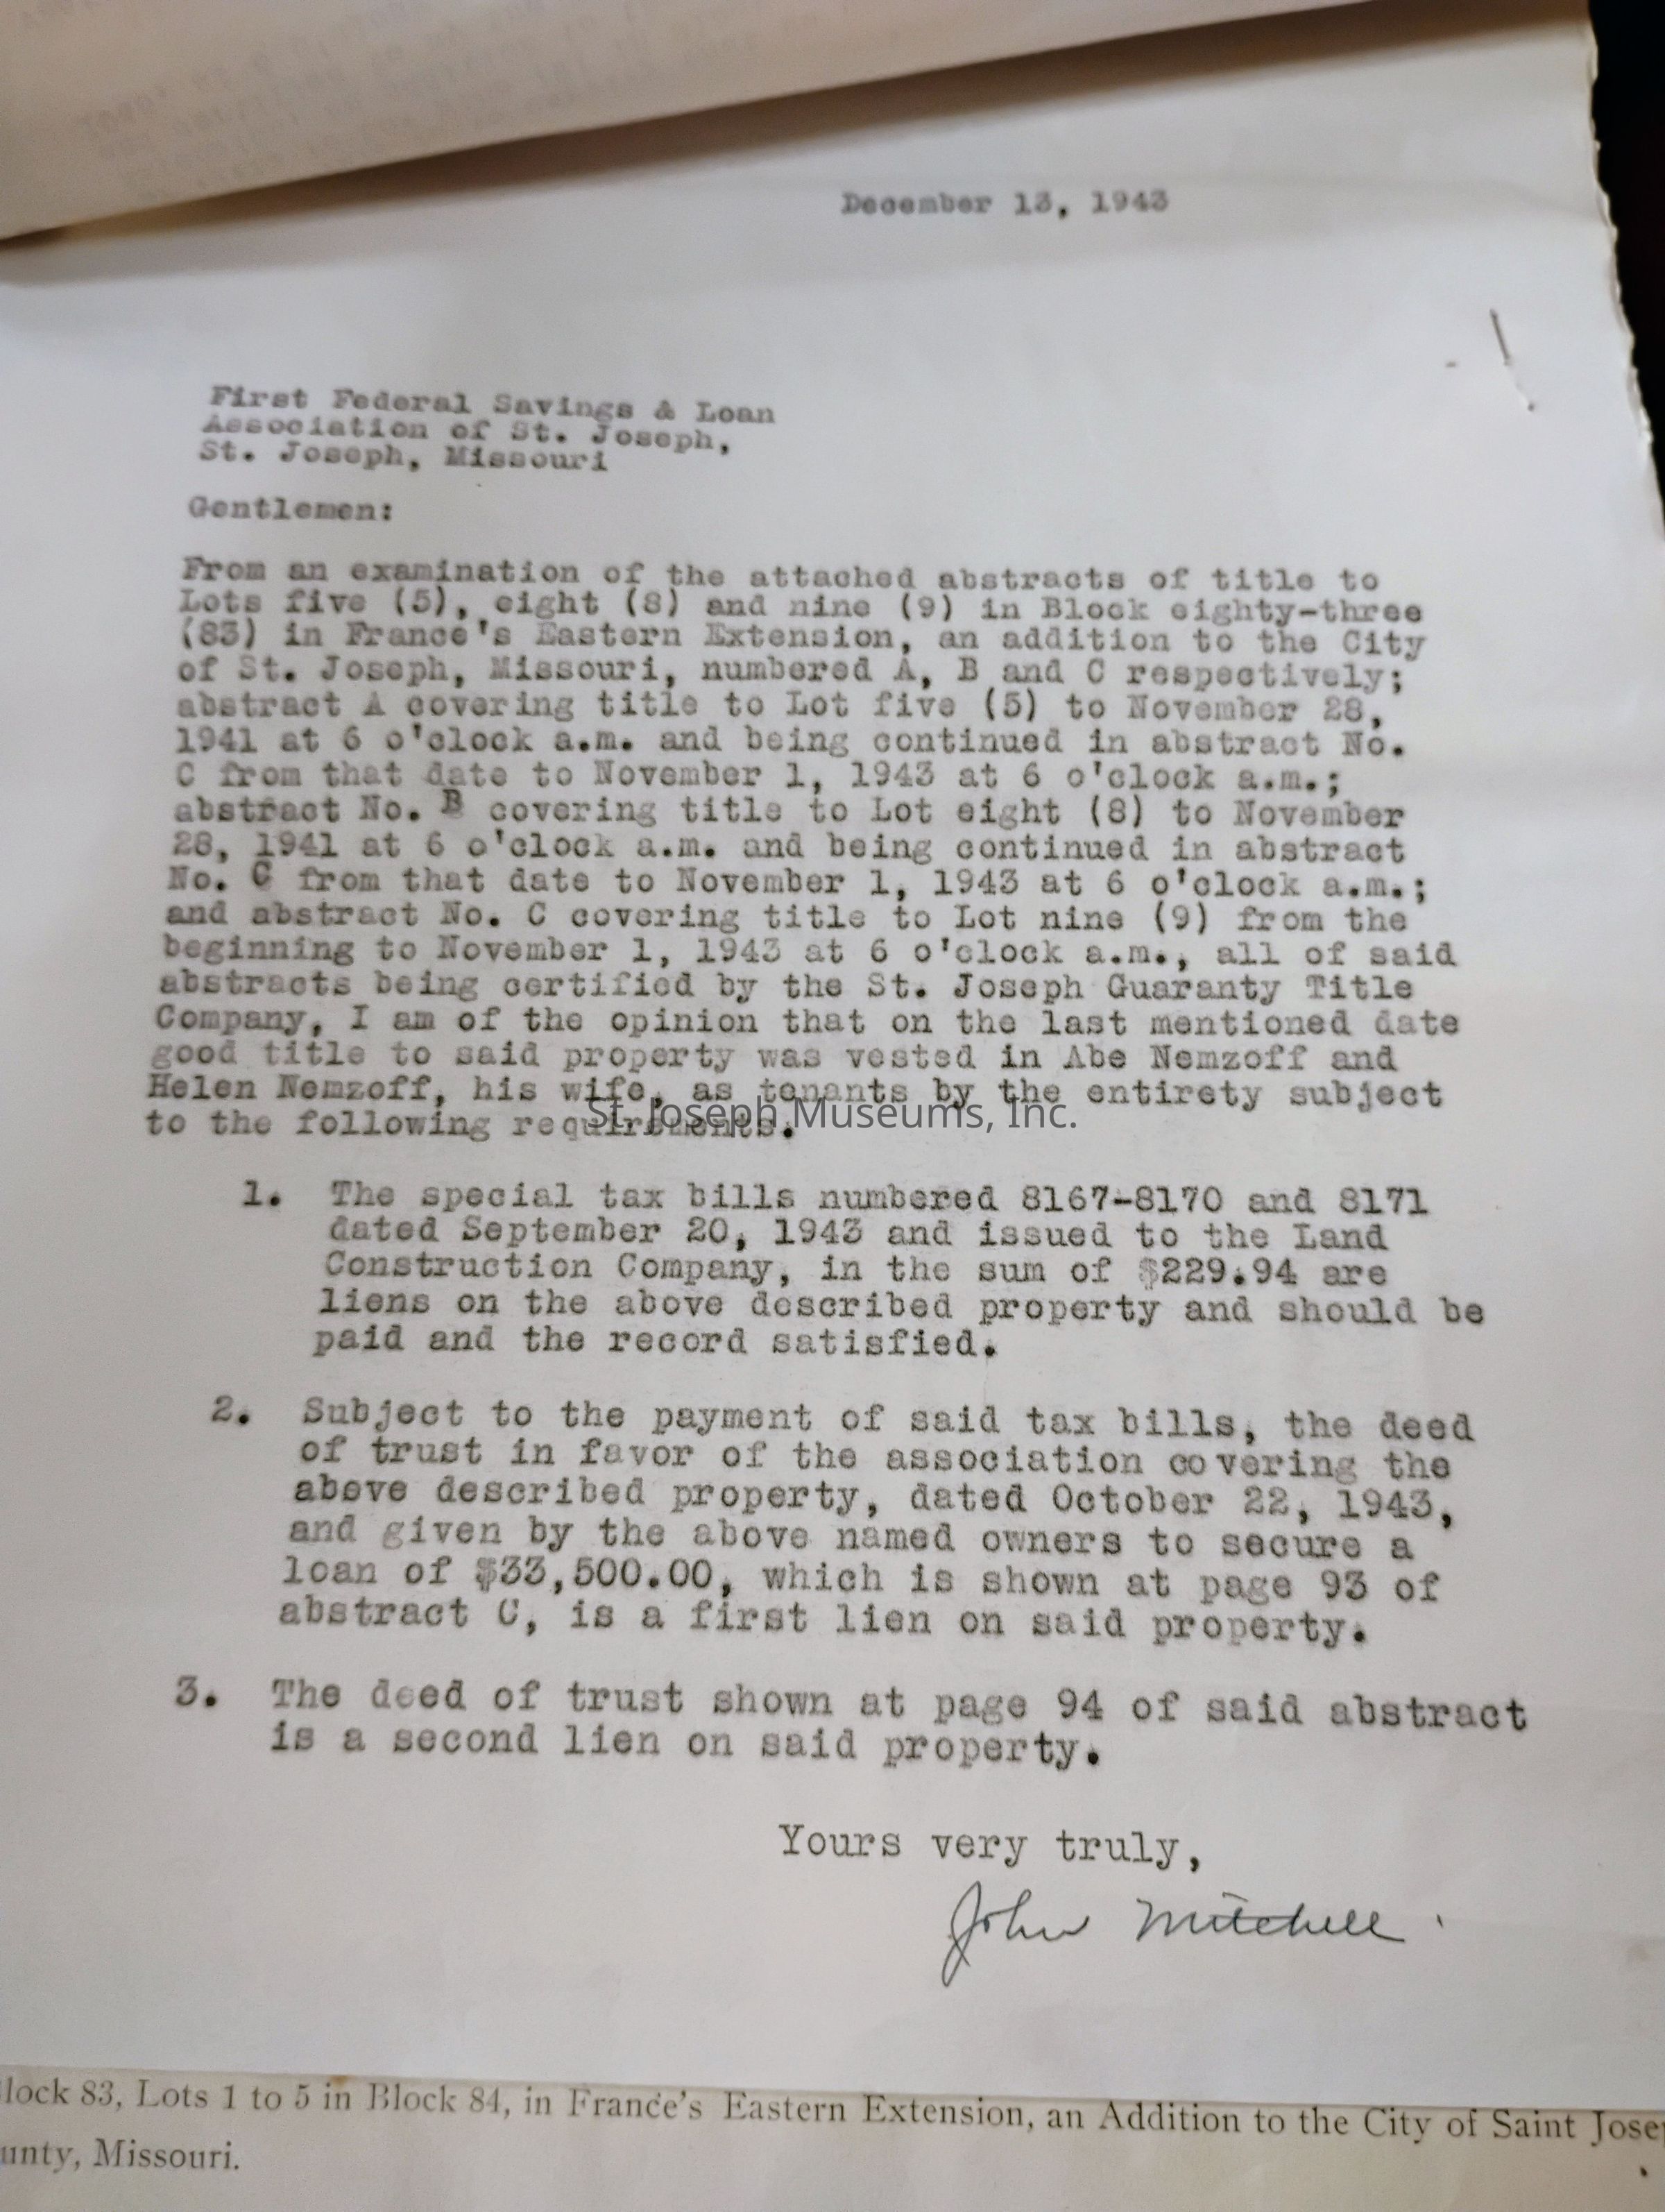 December 13, 1943
First Federal Savings & Loan
Association of St. Joseph,
St. Joseph, Missouri
Gentlemen:
From an examination of the attached abstracts of title to
Lots five (5), eight (8) and nine (9) in Block eighty-three
(83) in France's Eastern Extension, an addition to the City
of St. Joseph, Missouri, numbered A, B and C respectively;
abstract A covering title to Lot five (5) to November 28,
1941 at 6 o'clock a.m. and being continued in abstract No.
C from that date to November 1, 1943 at 6 o'clock a.m.;
abstract No. B covering title to Lot eight (8) to November
28, 1941 at 6 o'clock a.m. and being continued in abstract
No. C from that date to November 1, 1943 at 6 o'clock a.m.;
and abstract No. C covering title to Lot nine (9) from the
beginning to November 1, 1943 at 6 o'clock a.m., all of said
abstracts being certified by the St. Joseph Guaranty Title
Company, I am of the opinion that on the last mentioned date
good title to said property was vested in Abe Nemzoff and
Helen Nemzoff, his wife, as tenants by the entirety subject
to the following requirements.
St. Joseph Museums, Inc.
1. The special tax bills numbered 8167-8170 and 8171
dated September 20, 1943 and issued to the Land
Construction Company, in the sum of $229.94 are
liens on the above described property and should be
paid and the record satisfied.
2. Subject to the payment of said tax bills, the deed
of trust in favor of the association covering the
above described property, dated October 22, 1943,
and given by the above named owners to secure a
loan of $33,500.00, which is shown at page 93 of
abstract C, is a first lien on said property.
3. The deed of trust shown at page 94 of said abstract
is a second lien on said property.
Yours very truly,
John Mitchell
lock 83, Lots 1 to 5 in Block 84, in France's Eastern Extension, an Addition to the City of Saint Jose
unty, Missouri.